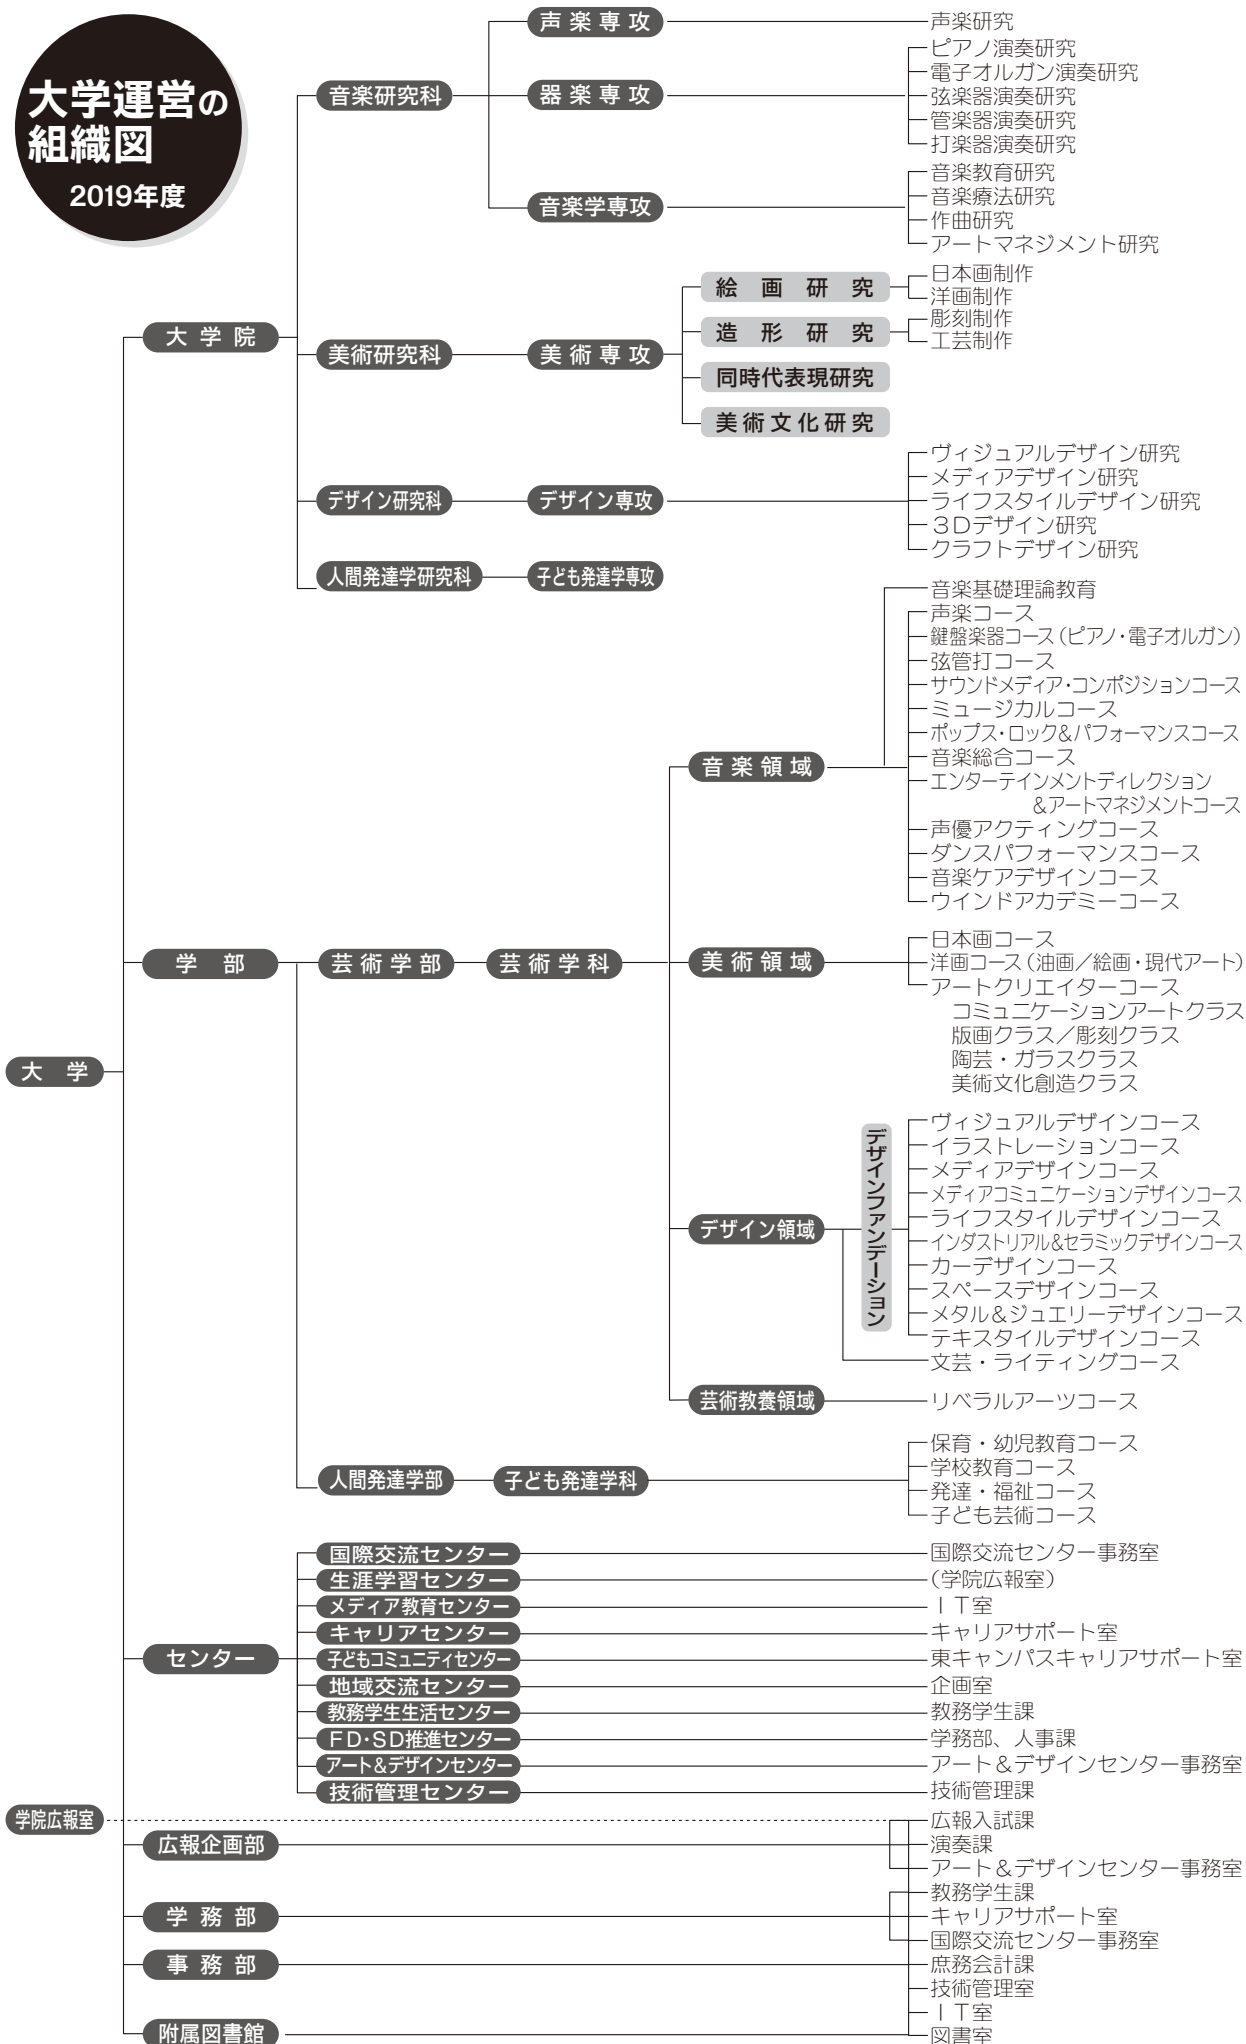 大学運営の
組織図
2019年度
大学
学院広報室
大学院
音楽研究科
声楽専攻
声楽研究
器楽専攻
ピアノ演奏研究
電子オルガン演奏研究
弦楽器演奏研究
管楽器演奏研究
打楽器演奏研究
音楽学専攻
音楽教育研究
音楽療法研究
作曲研究
アートマネジメント研究
美術研究科
美術専攻
絵画研究
日本画制作
洋画制作
造形研究
彫刻制作
工芸制作
同時代表現研究
美術文化研究
デザイン研究科
デザイン専攻
ヴィジュアルデザイン研究
メディアデザイン研究
ライフスタイルデザイン研究
3Dデザイン研究
クラフトデザイン研究
人間発達学研究科
子ども発達学専攻
学部
芸術学部
芸術学科
音楽領域
音楽基礎理論教育
声楽コース
鍵盤楽器コース(ピアノ・電子オルガン)
弦管打コース
サウンドメディア・コンポジションコース
ミュージカルコース
ポップス・ロック&パフォーマンスコース
音楽総合コース
エンターテインメントディレクション
&アートマネジメントコース
声優アクティングコース
ダンスパフォーマンスコース
音楽ケアデザインコース
ウインドアカデミーコース
美術領域
日本画コース
洋画コース(油画/絵画・現代アート)
アートクリエイターコース
コミュニケーションアートクラス
版画クラス/彫刻クラス
陶芸・ガラスクラス
美術文化創造クラス
デザイン領域
デザインファンデーション
ヴィジュアルデザインコース
イラストレーションコース
メディアデザインコース
メディアコミュニケーションデザインコース
ライフスタイルデザインコース
インダストリアル&セラミックデザインコース
カーデザインコース
スペースデザインコース
メタル&ジュエリーデザインコース
テキスタイルデザインコース
文芸・ライティングコース
芸術教養領域
リベラルアーツコース
人間発達学部
子ども発達学科
保育・幼児教育コース
学校教育コース
発達・福祉コース
子ども芸術コース
センター
国際交流センター
国際交流センター事務室
生涯学習センター
(学院広報室)
メディア教育センター
IT室
キャリアセンター
キャリアサポート室
子どもコミュニティセンター
東キャンパスキャリアサポート室
地域交流センター
企画室
教務学生生活センター
教務学生課
FD・SD推進センター
学務部、人事課
アート&デザインセンター
アート&デザインセンター事務室
技術管理センター
技術管理課
広報企画部
広報入試課
演奏課
アート&デザインセンター事務室
学務部
教務学生課
キャリアサポート室
国際交流センター事務室
事務部
庶務会計課
技術管理室
IT室
附属図書館
図書室